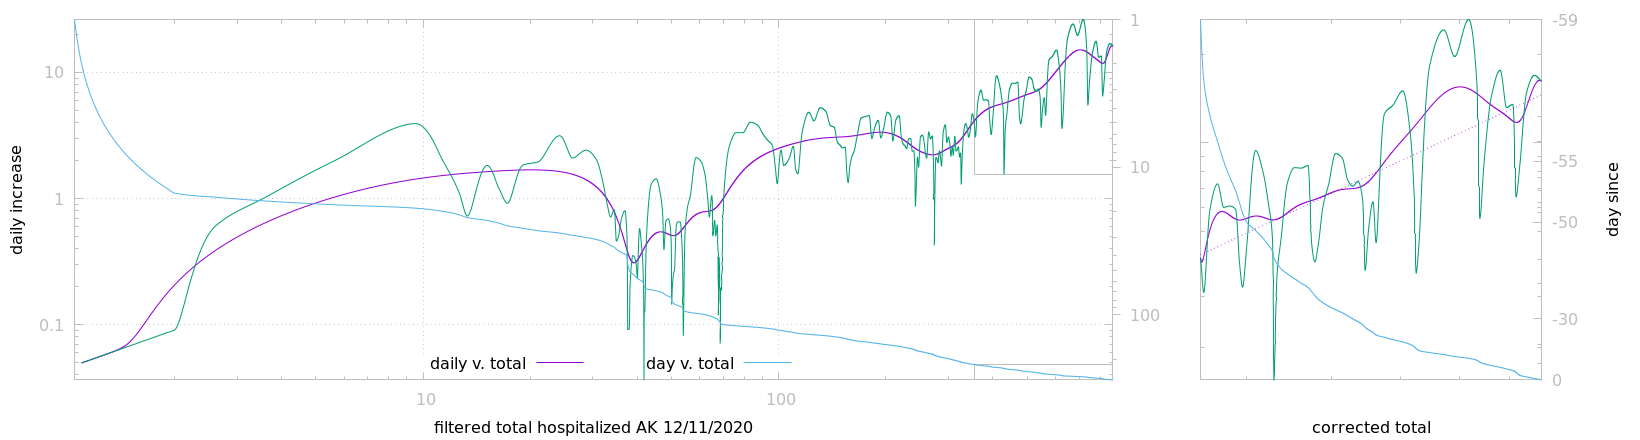 1
-59
10
daily increase
10
-55
1
-50
day since
0.1
100
-30
daily v. total
day v. total
0
10
100
filtered total hospitalized AK 12/11/2020
corrected total